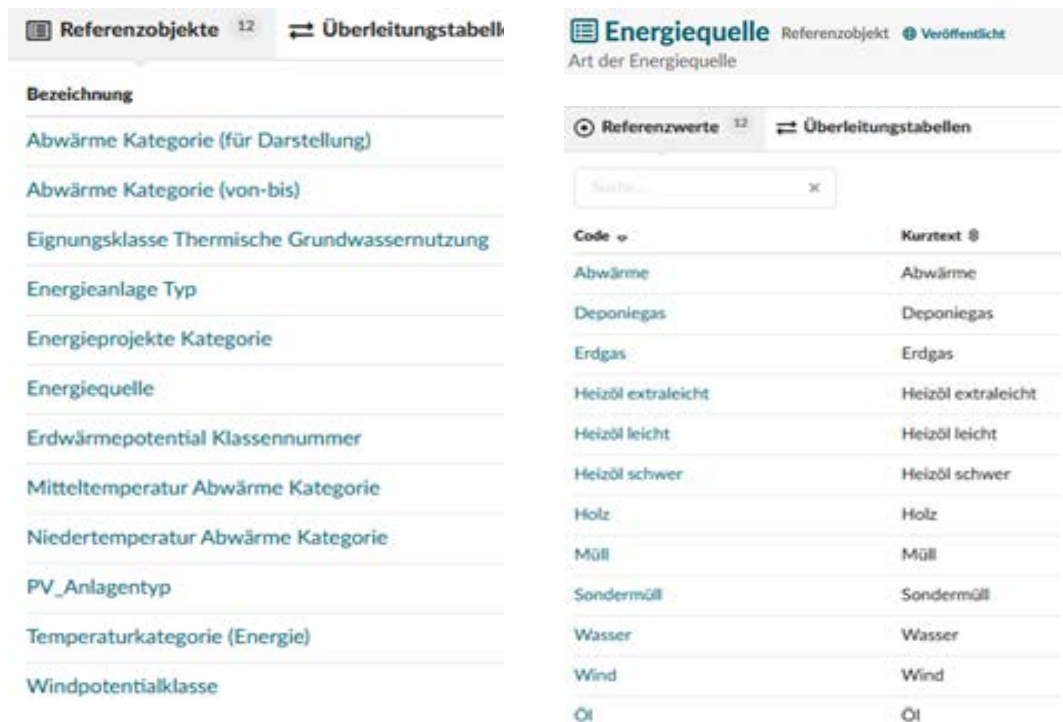 Referenzobjekte 12 Überleitungstabell
Bezeichnung
Abwärme Kategorie (für Darstellung)
Abwärme Kategorie (von-bis)
Eignungsklasse Thermische Grundwassernutzung
Energieanlage Typ
Energieprojekte Kategorie
Energiequelle
Erdwärmepotential Klassennummer
Mitteltemperatur Abwärme Kategorie
Niedertemperatur Abwärme Kategorie
PV_Anlagentyp
Temperaturkategorie (Energie)
Windpotentialklasse
Energiequelle Referenzobjekt Veröffentlicht
Art der Energiequelle
Referenzwerte 12 Überleitungstabellen
Suche...
Code Kurztext
Abwärme Abwärme
Deponiegas Deponiegas
Erdgas Erdgas
Heizöl extraleicht Heizöl extraleicht
Heizöl leicht Heizöl leicht
Heizöl schwer Heizöl schwer
Holz Holz
Müll Müll
Sondermüll Sondermüll
Wasser Wasser
Wind Wind
Öl Öl